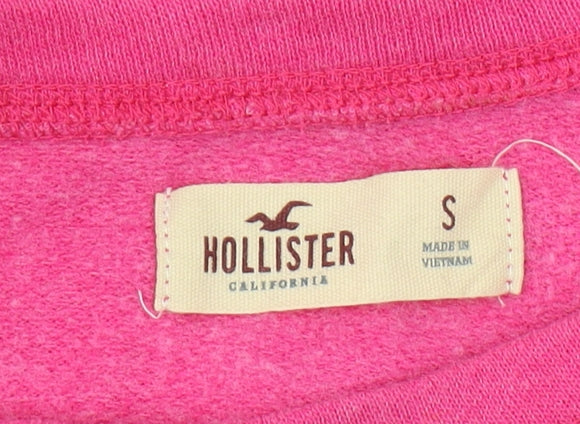 HOLLISTER
CALIFORNIA
S
MADE IN
VIETNAM